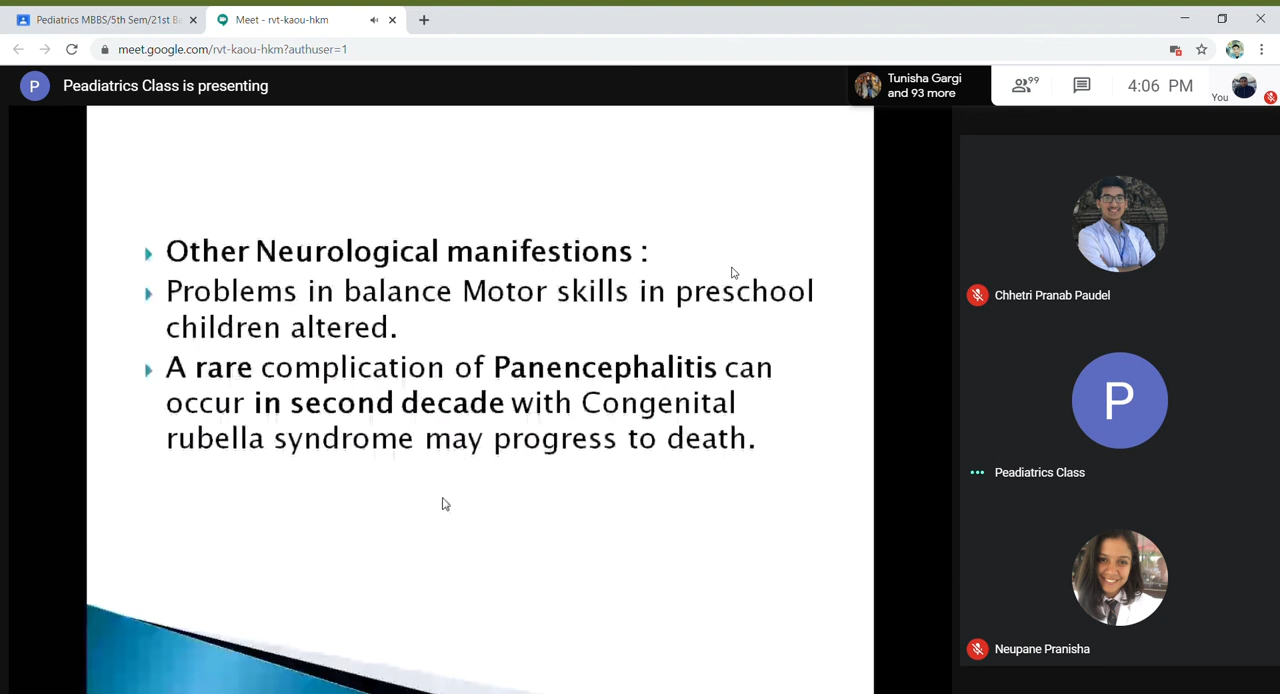 Pediatrics MBBS/5th Sem/21st B
Meet - rvt-kaou-hkm
meet.google.com/rvt-kaou-hkm?authuser=1
P
Peadiatrics Class is presenting
Tunisha Gargi
and 93 more
99
4:06 PM
You
Other Neurological manifestions :
Problems in balance Motor skills in preschool
children altered.
A rare complication of Panencephalitis can
occur in second decade with Congenital
rubella syndrome may progress to death.
Chhetri Pranab Paudel
P
Peadiatrics Class
Neupane Pranisha